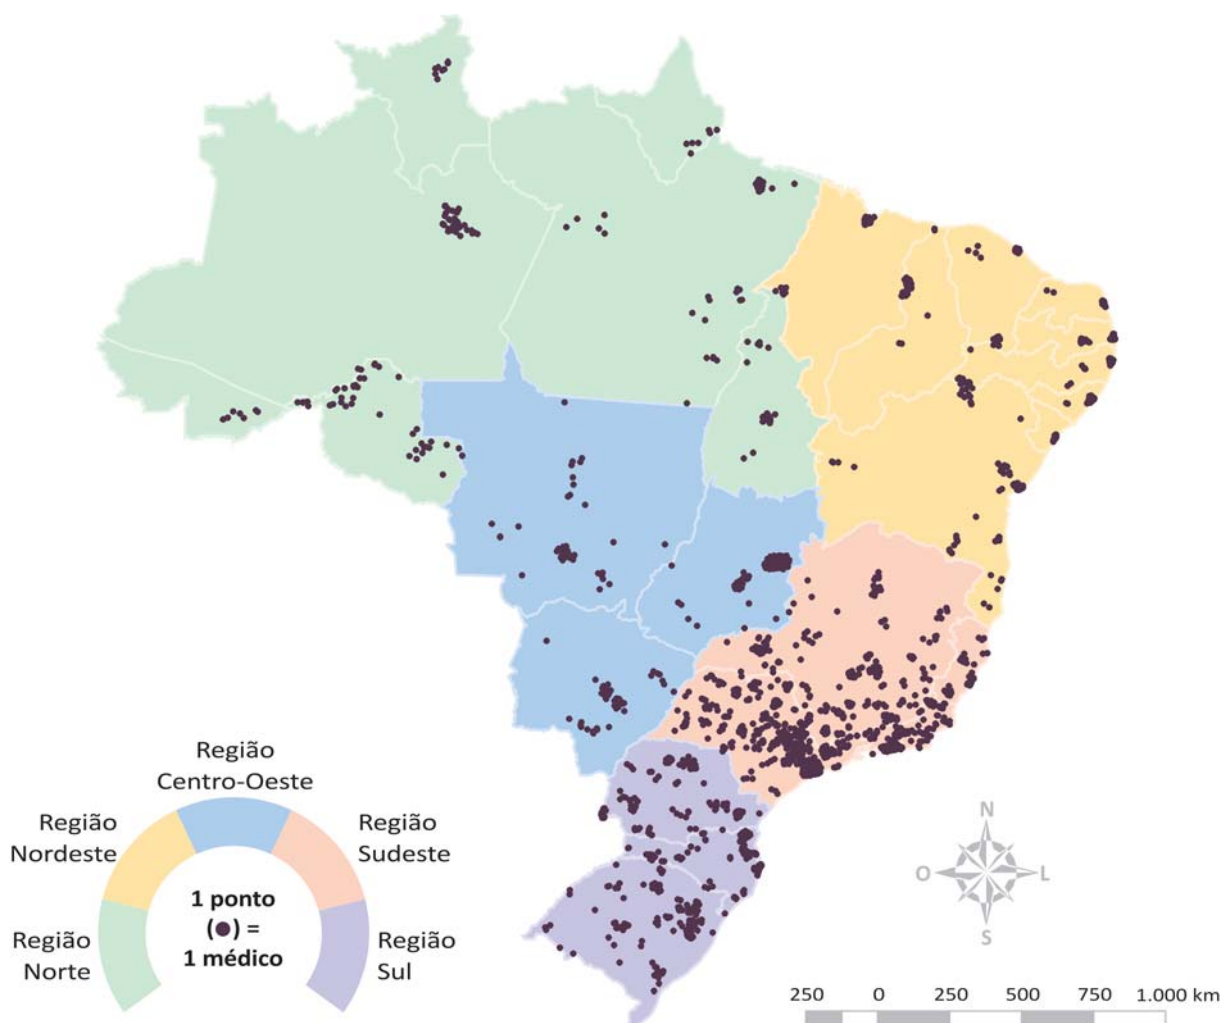 Região
Centro-Oeste
Região
Nordeste
Região
Sudeste
1 ponto
(●) =
1 médico
Região
Norte
Região
Sul
N
O
L
S
250
0
250
500
750
1.000 km